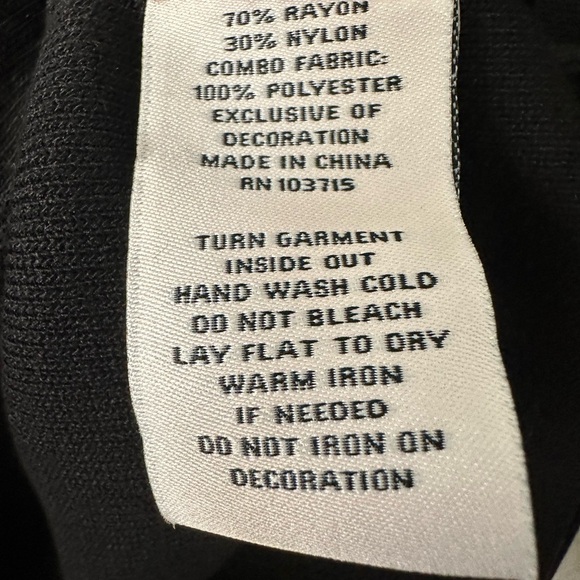 70% RAYON
30% NYLON
COMBO FABRIC:
100% POLYESTER
EXCLUSIVE OF
DECORATION
MADE IN CHINA
RN 103715
TURN GARMENT
INSIDE OUT
HAND WASH COLD
DO NOT BLEACH
LAY FLAT TO DRY
WARM IRON
IF NEEDED
DO NOT IRON ON
DECORATION